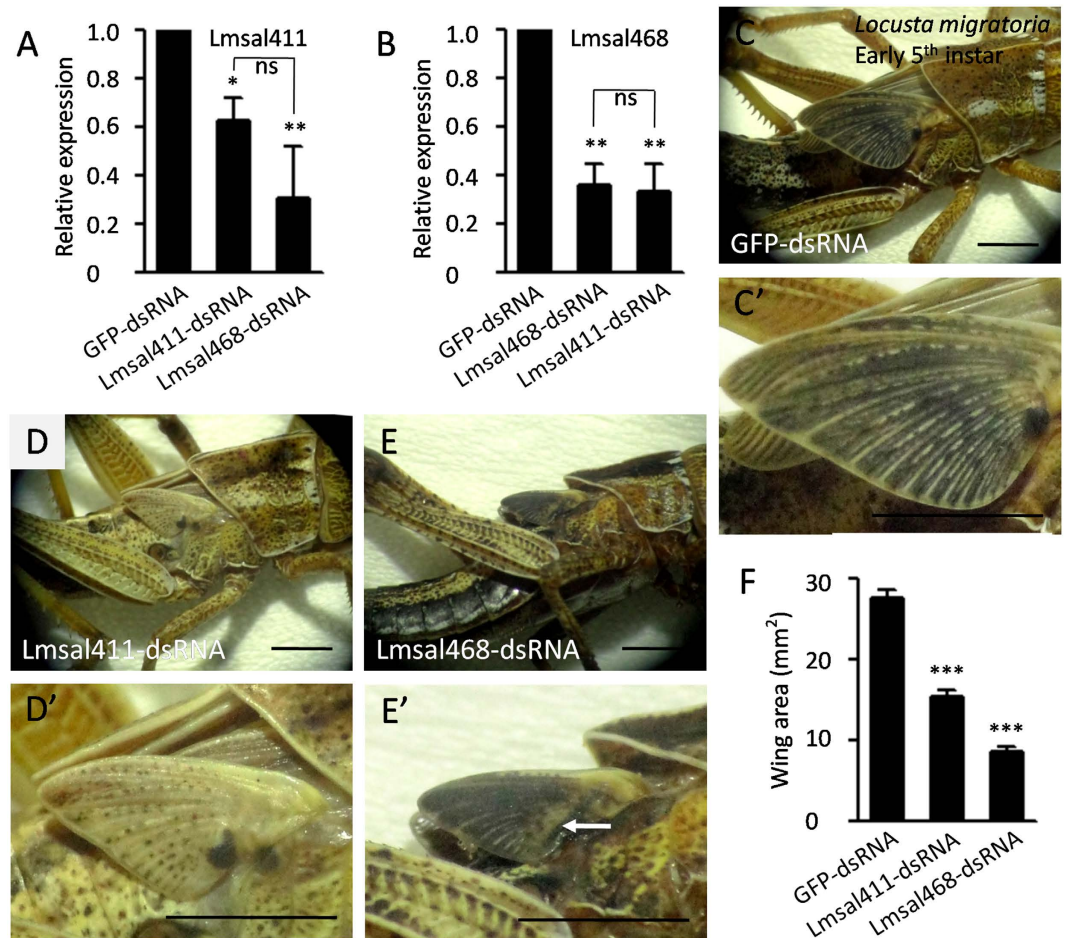 A
Relative expression
1.0
0.8
0.6
0.4
0.2
0
Lmsal411
ns
*
**
GFP-dsRNA
Lmsal411-dsRNA
Lmsal468-dsRNA
B
Relative expression
1.0
0.8
0.6
0.4
0.2
0
Lmsal468
ns
**
**
GFP-dsRNA
Lmsal468-dsRNA
Lmsal411-dsRNA
C
Locusta migratoria
Early 5th instar
GFP-dsRNA
C’
D
Lmsal411-dsRNA
E
Lmsal468-dsRNA
D’
E’
F
Wing area (mm2)
30
20
10
0
***
***
GFP-dsRNA
Lmsal411-dsRNA
Lmsal468-dsRNA